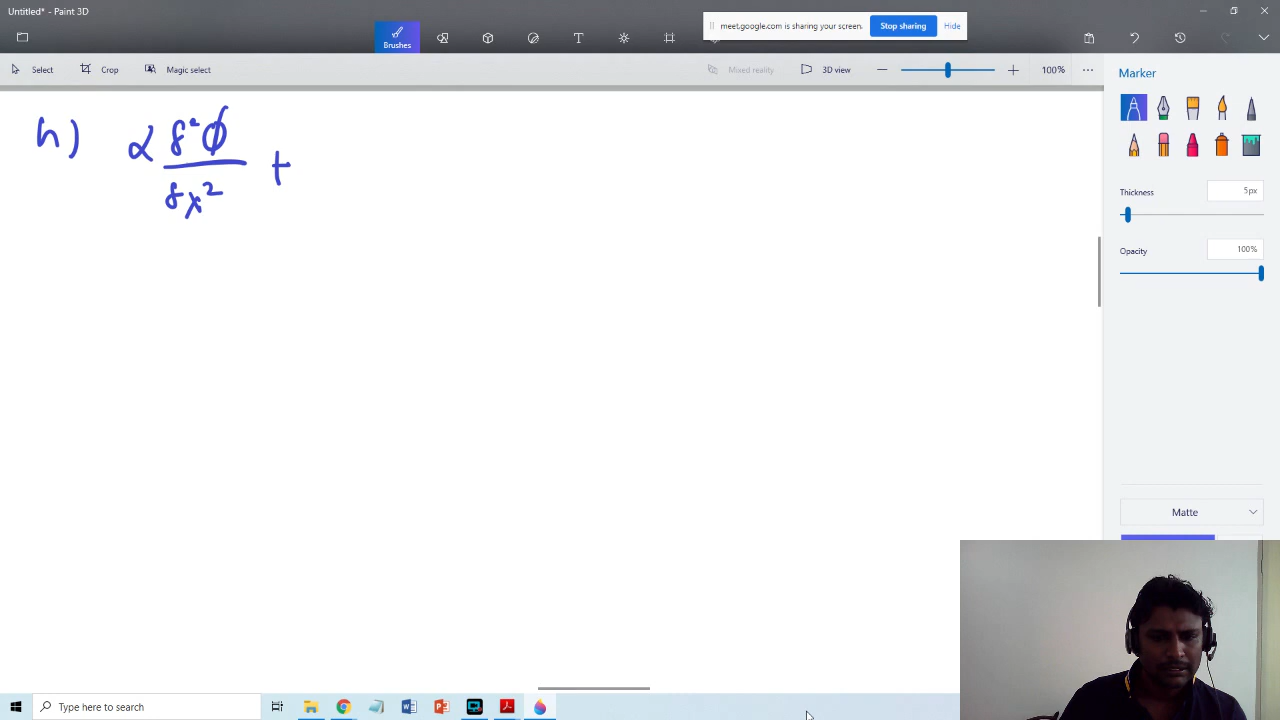 Untitled* - Paint 3D
meet.google.com is sharing your screen.
Stop sharing
Hide
Brushes
Select
Crop
Magic select
Mixed reality
3D view
100%
Marker
h) α δ²φ/δx² +
Thickness
5px
Opacity
100%
Matte
Type here to search